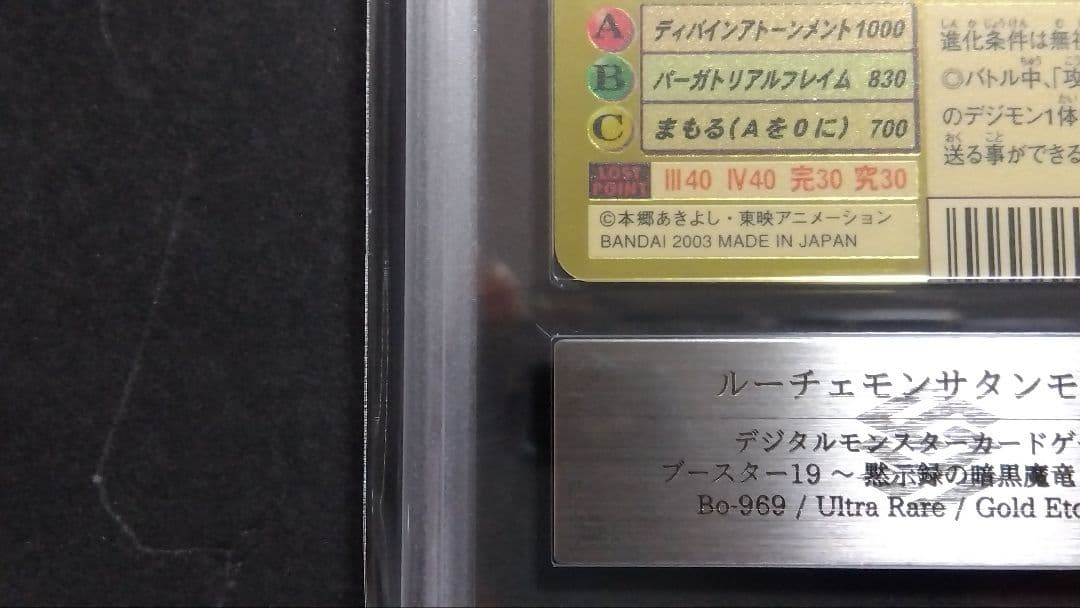 A ディバインアトーンメント 1000
B パーガトリアルフレイム 830
C まもる(Aを0に) 700
LOST POINT Ⅲ40 Ⅳ40 完30 究30
©本郷あきよし・東映アニメーション
BANDAI 2003 MADE IN JAPAN
進化条件は無
◎バトル中、「攻
のデジモン1体
送る事ができる
ルーチェモンサタンモ
デジタルモンスターカードゲ
ブースター19 ～ 黙示録の暗黒魔竜
Bo-969 / Ultra Rare / Gold Etc